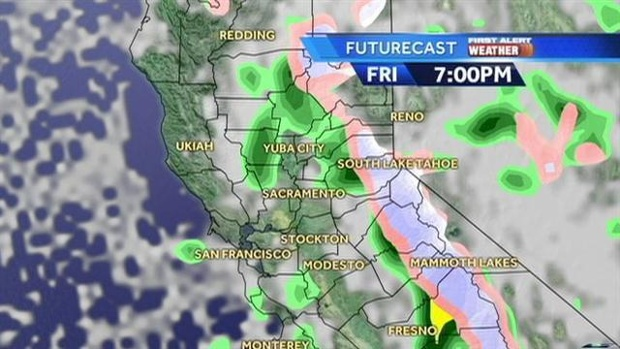 REDDING
FUTURECAST
FIRST ALERT
WEATHER
FRI 7:00PM
RENO
UKIAH
YUBA CITY
SOUTH LAKE TAHOE
SACRAMENTO
STOCKTON
SAN FRANCISCO
MODESTO
MAMMOTH LAKES
FRESNO
MONTEREY